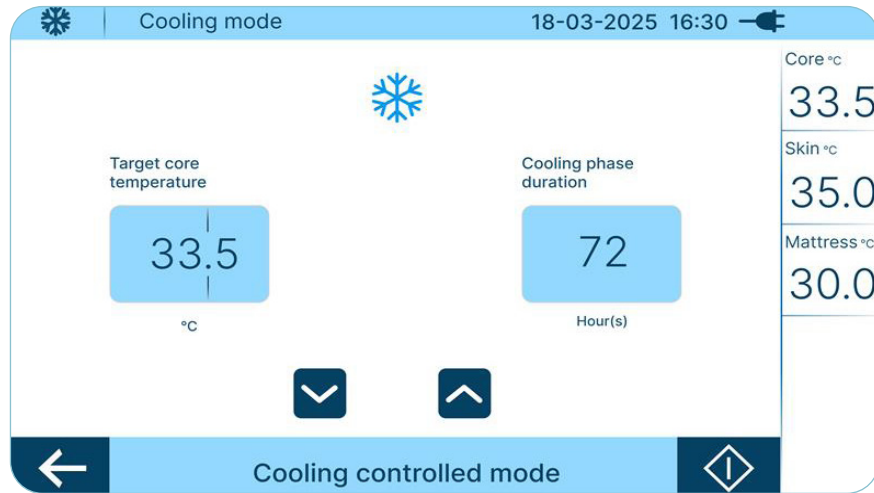 Cooling mode
18-03-2025 16:30
Core °C
33.5
Skin °C
35.0
Mattress °C
30.0
Target core
temperature
33.5
°C
Cooling phase
duration
72
Hour(s)
Cooling controlled mode